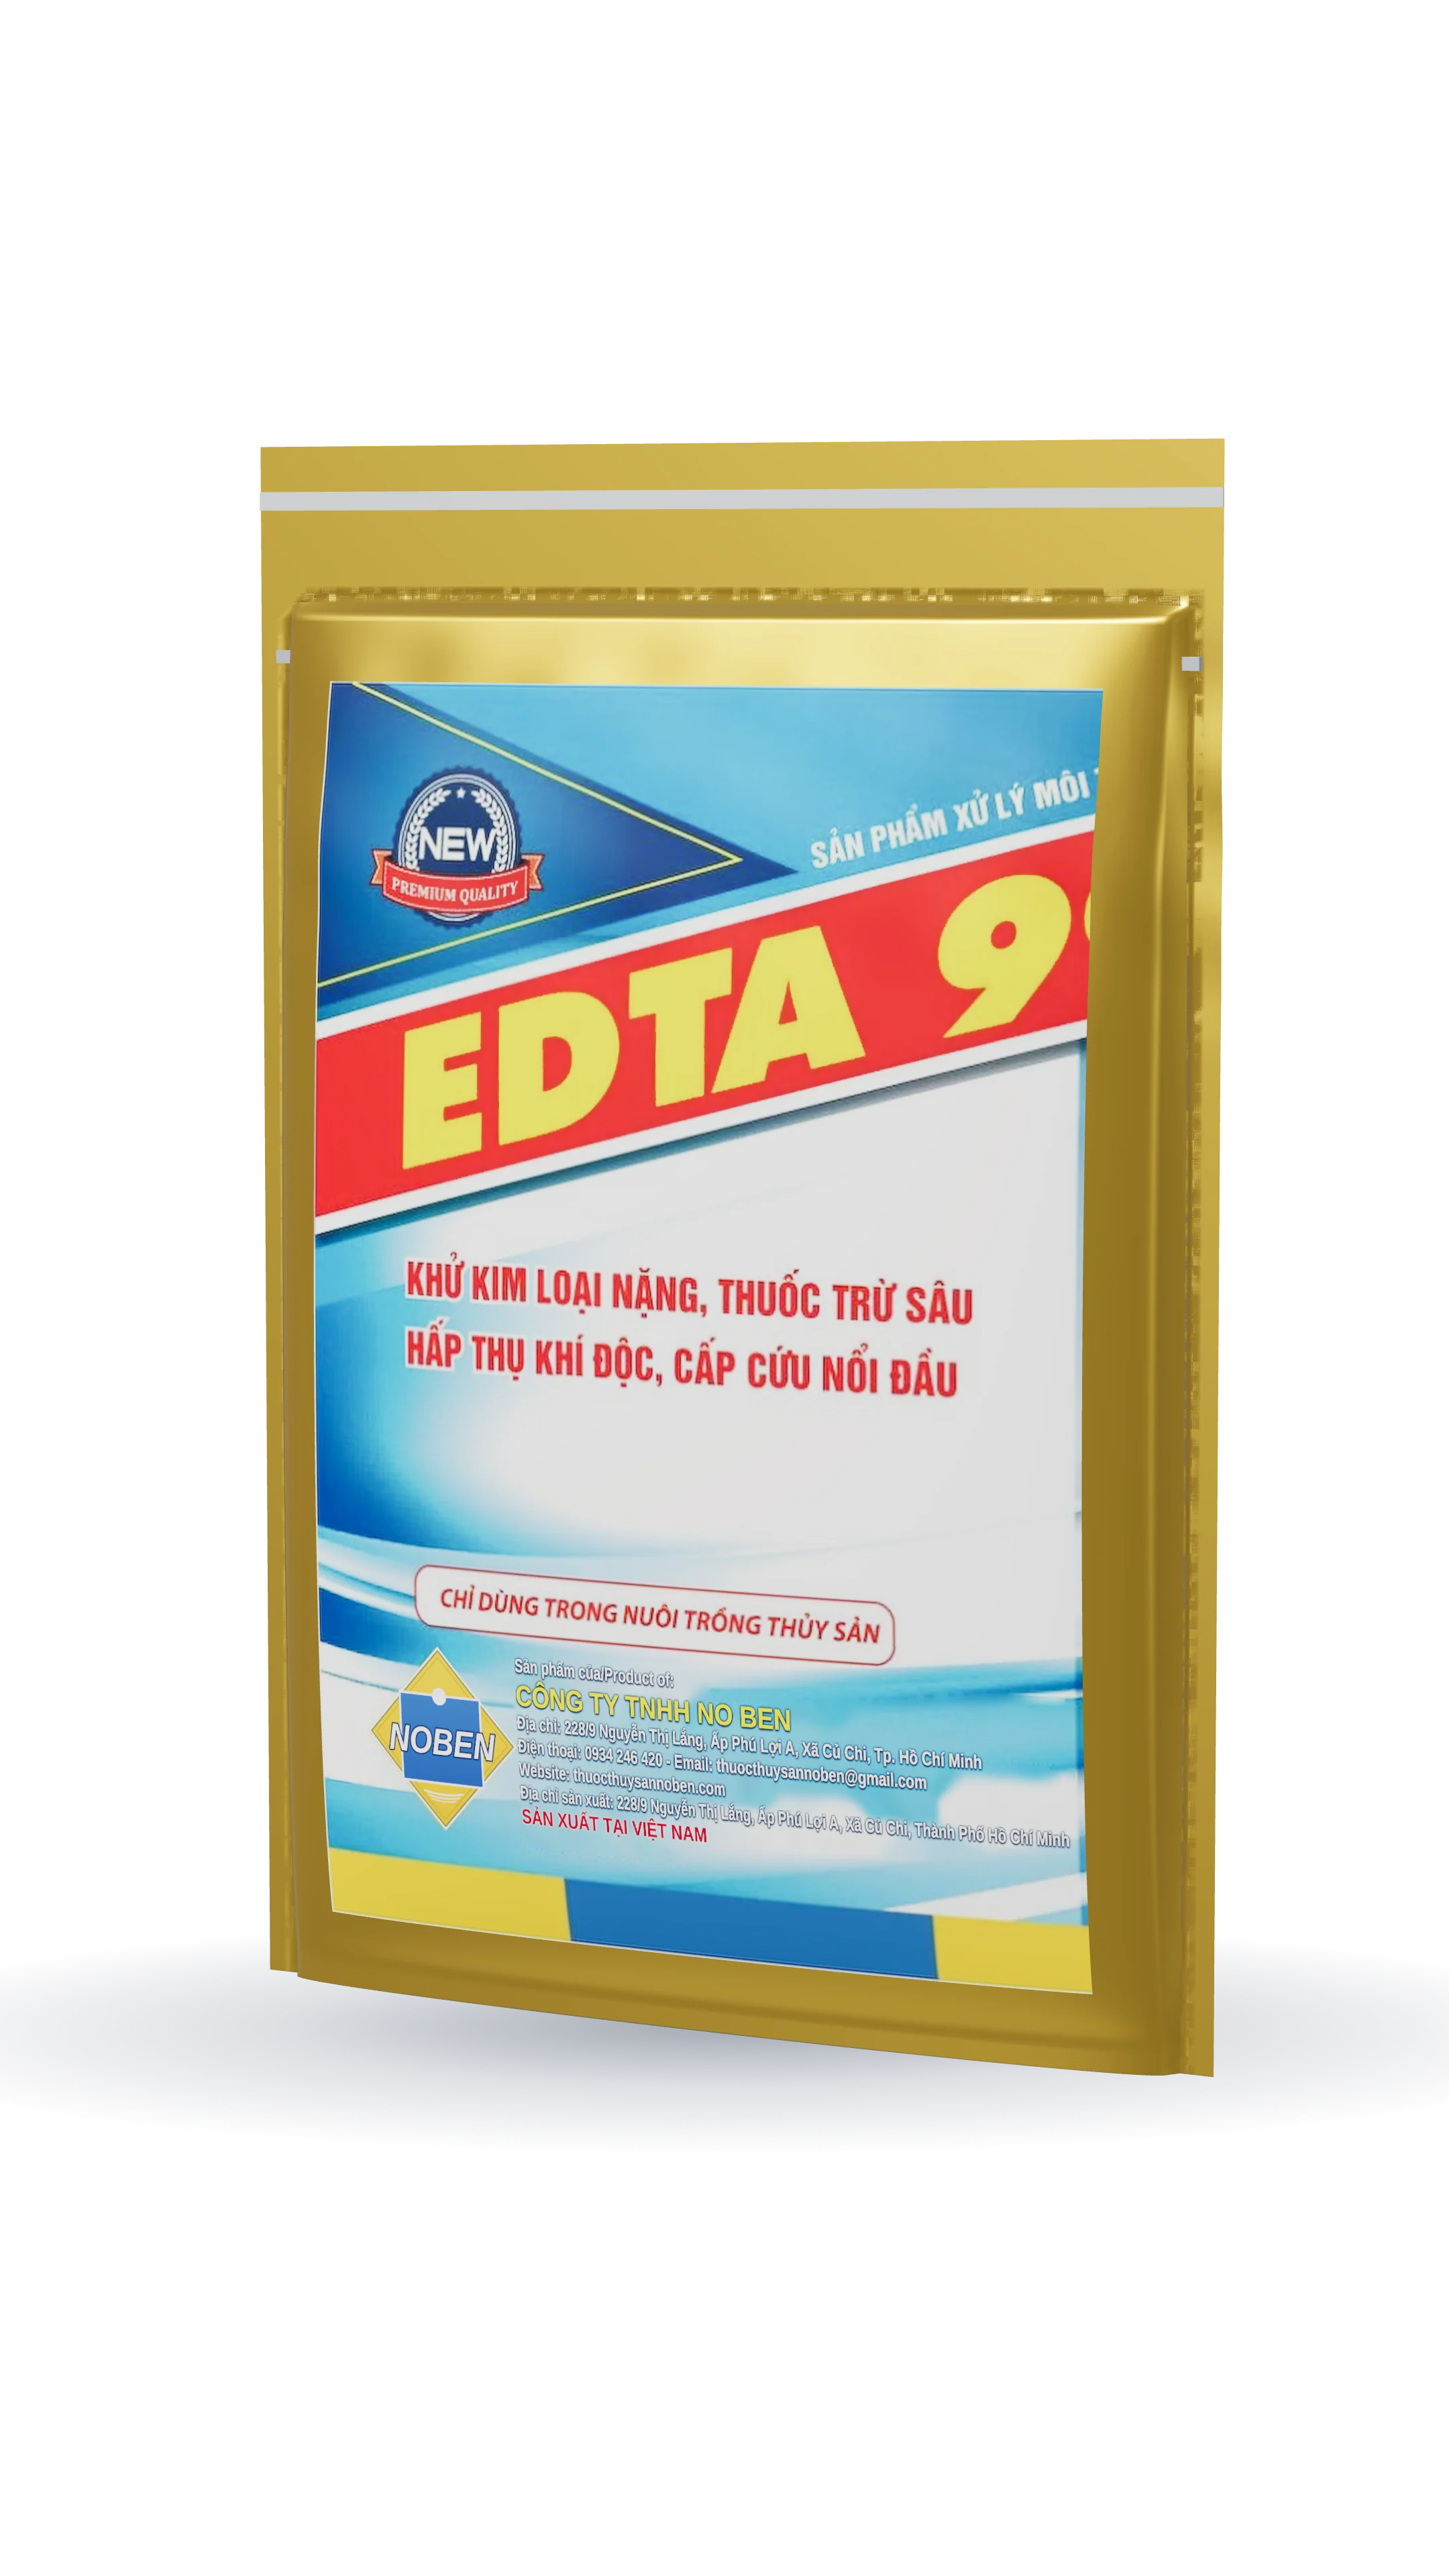 NEW
PREMIUM QUALITY
SẢN PHẨM XỬ LÝ MÔI
EDTA 9
KHỬ KIM LOẠI NẶNG, THUỐC TRỪ SÂU
HẤP THỤ KHÍ ĐỘC, CẤP CỨU NỔI ĐẦU
CHỈ DÙNG TRONG NUÔI TRỒNG THỦY SẢN
NOBEN
Sản phẩm của/Product of:
CÔNG TY TNHH NO BEN
Địa chỉ: 228/9 Nguyễn Thị Lắng, Ấp Phú Lợi A, Xã Củ Chi, Tp. Hồ Chí Minh
Điện thoại: 0934 246 420 - Email: thuocthuysannoben@gmail.com
Website: thuocthuysannoben.com
Địa chỉ sản xuất: 228/9 Nguyễn Thị Lắng, Ấp Phú Lợi A, Xã Củ Chi, Thành Phố Hồ Chí Minh
SẢN XUẤT TẠI VIỆT NAM